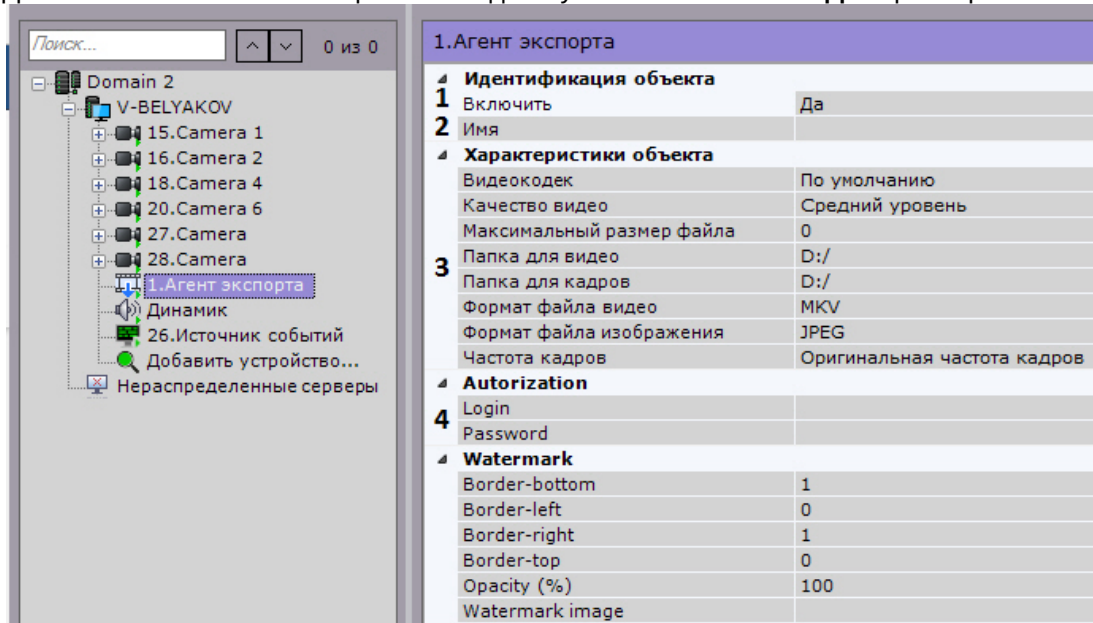 Поиск...
0 из 0
Domain 2
V-BELYAKOV
15.Camera 1
16.Camera 2
18.Camera 4
20.Camera 6
27.Camera
28.Camera
1.Агент экспорта
Динамик
26.Источник событий
Добавить устройство...
Нераспределенные серверы
1.Агент экспорта
Идентификация объекта
1 Включить Да
2 Имя
Характеристики объекта
3
Видеокодек По умолчанию
Качество видео Средний уровень
Максимальный размер файла 0
Папка для видео D:/
Папка для кадров D:/
Формат файла видео MKV
Формат файла изображения JPEG
Частота кадров Оригинальная частота кадров
Autorization
4
Login
Password
Watermark
Border-bottom 1
Border-left 0
Border-right 1
Border-top 0
Opacity (%) 100
Watermark image